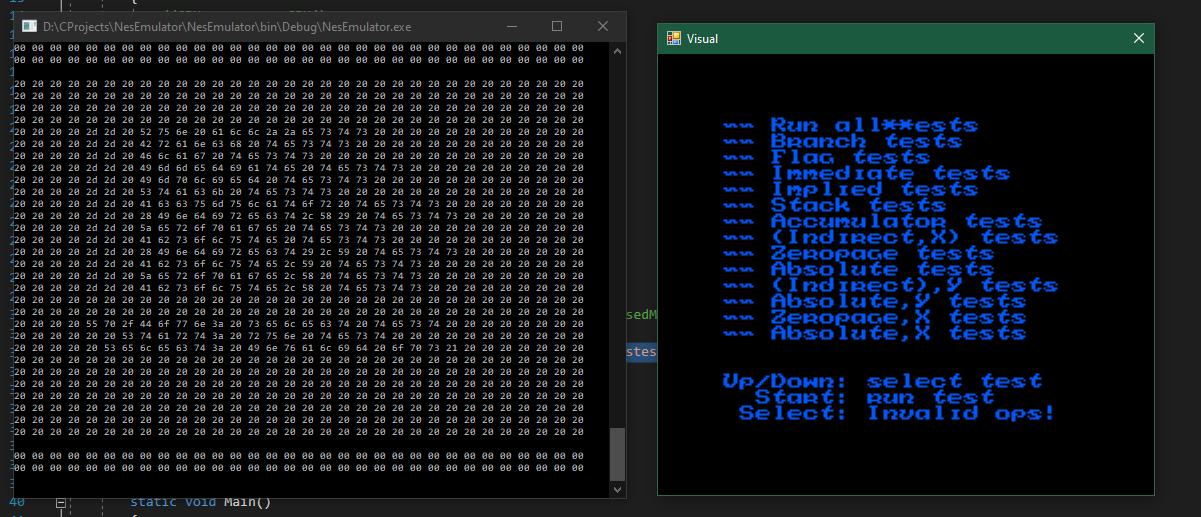 D:\CProjects\NesEmulator\NesEmulator\bin\Debug\NesEmulator.exe
00 00 00 00 00 00 00 00 00 00 00 00 00 00 00 00 00 00 00 00 00 00 00 00 00 00 00 00 00 00 00 00
00 00 00 00 00 00 00 00 00 00 00 00 00 00 00 00 00 00 00 00 00 00 00 00 00 00 00 00 00 00 00 00
20 20 20 20 20 20 20 20 20 20 20 20 20 20 20 20 20 20 20 20 20 20 20 20 20 20 20 20 20 20 20 20
20 20 20 20 20 20 20 20 20 20 20 20 20 20 20 20 20 20 20 20 20 20 20 20 20 20 20 20 20 20 20 20
20 20 20 20 20 20 20 20 20 20 20 20 20 20 20 20 20 20 20 20 20 20 20 20 20 20 20 20 20 20 20 20
20 20 20 20 20 20 20 20 20 20 20 20 20 20 20 20 20 20 20 20 20 20 20 20 20 20 20 20 20 20 20 20
20 20 20 20 2d 2d 20 52 75 6e 20 61 6c 6c 2a 2a 65 73 74 73 20 20 20 20 20 20 20 20 20 20 20 20
20 20 20 20 2d 2d 20 42 72 61 6e 63 68 20 74 65 73 74 73 20 20 20 20 20 20 20 20 20 20 20 20 20
20 20 20 20 2d 2d 20 46 6c 61 67 20 74 65 73 74 73 20 20 20 20 20 20 20 20 20 20 20 20 20 20 20
20 20 20 20 2d 2d 20 49 6d 6d 65 64 69 61 74 65 20 74 65 73 74 73 20 20 20 20 20 20 20 20 20 20
20 20 20 20 2d 2d 20 49 6d 70 6c 69 65 64 20 74 65 73 74 73 20 20 20 20 20 20 20 20 20 20 20 20
20 20 20 20 2d 2d 20 53 74 61 63 6b 20 74 65 73 74 73 20 20 20 20 20 20 20 20 20 20 20 20 20 20
20 20 20 20 2d 2d 20 41 63 63 75 6d 75 6c 61 74 6f 72 20 74 65 73 74 73 20 20 20 20 20 20 20 20
20 20 20 20 2d 2d 20 28 49 6e 64 69 72 65 63 74 2c 58 29 20 74 65 73 74 73 20 20 20 20 20 20 20
20 20 20 20 2d 2d 20 5a 65 72 6f 70 61 67 65 20 74 65 73 74 73 20 20 20 20 20 20 20 20 20 20 20
20 20 20 20 2d 2d 20 41 62 73 6f 6c 75 74 65 20 74 65 73 74 73 20 20 20 20 20 20 20 20 20 20 20
20 20 20 20 2d 2d 20 28 49 6e 64 69 72 65 63 74 29 2c 59 20 74 65 73 74 73 20 20 20 20 20 20 20
20 20 20 20 2d 2d 20 41 62 73 6f 6c 75 74 65 2c 59 20 74 65 73 74 73 20 20 20 20 20 20 20 20 20
20 20 20 20 2d 2d 20 5a 65 72 6f 70 61 67 65 2c 58 20 74 65 73 74 73 20 20 20 20 20 20 20 20 20
20 20 20 20 2d 2d 20 41 62 73 6f 6c 75 74 65 2c 58 20 74 65 73 74 73 20 20 20 20 20 20 20 20 20
20 20 20 20 20 20 20 20 20 20 20 20 20 20 20 20 20 20 20 20 20 20 20 20 20 20 20 20 20 20 20 20
20 20 20 20 20 20 20 20 20 20 20 20 20 20 20 20 20 20 20 20 20 20 20 20 20 20 20 20 20 20 20 20
20 20 20 20 55 70 2f 44 6f 77 6e 3a 20 73 65 6c 65 63 74 20 74 65 73 74 20 20 20 20 20 20 20 20
20 20 20 20 20 20 53 74 61 72 74 3a 20 72 75 6e 20 74 65 73 74 20 20 20 20 20 20 20 20 20 20 20
20 20 20 20 20 53 65 6c 65 63 74 3a 20 49 6e 76 61 6c 69 64 20 6f 70 73 21 20 20 20 20 20 20 20
20 20 20 20 20 20 20 20 20 20 20 20 20 20 20 20 20 20 20 20 20 20 20 20 20 20 20 20 20 20 20 20
20 20 20 20 20 20 20 20 20 20 20 20 20 20 20 20 20 20 20 20 20 20 20 20 20 20 20 20 20 20 20 20
20 20 20 20 20 20 20 20 20 20 20 20 20 20 20 20 20 20 20 20 20 20 20 20 20 20 20 20 20 20 20 20
20 20 20 20 20 20 20 20 20 20 20 20 20 20 20 20 20 20 20 20 20 20 20 20 20 20 20 20 20 20 20 20
20 20 20 20 20 20 20 20 20 20 20 20 20 20 20 20 20 20 20 20 20 20 20 20 20 20 20 20 20 20 20 20
20 20 20 20 20 20 20 20 20 20 20 20 20 20 20 20 20 20 20 20 20 20 20 20 20 20 20 20 20 20 20 20
20 20 20 20 20 20 20 20 20 20 20 20 20 20 20 20 20 20 20 20 20 20 20 20 20 20 20 20 20 20 20 20
00 00 00 00 00 00 00 00 00 00 00 00 00 00 00 00 00 00 00 00 00 00 00 00 00 00 00 00 00 00 00 00
00 00 00 00 00 00 00 00 00 00 00 00 00 00 00 00 00 00 00 00 00 00 00 00 00 00 00 00 00 00 00 00
40 static void Main()
sedM
stes
Visual
~~ Run all**ests
~~ Branch tests
~~ Flag tests
~~ Immediate tests
~~ Implied tests
~~ Stack tests
~~ Accumulator tests
~~ (Indirect,X) tests
~~ Zeropage tests
~~ Absolute tests
~~ (Indirect),Y tests
~~ Absolute,Y tests
~~ Zeropage,X tests
~~ Absolute,X tests
Up/Down: select test
Start: run test
Select: Invalid ops!